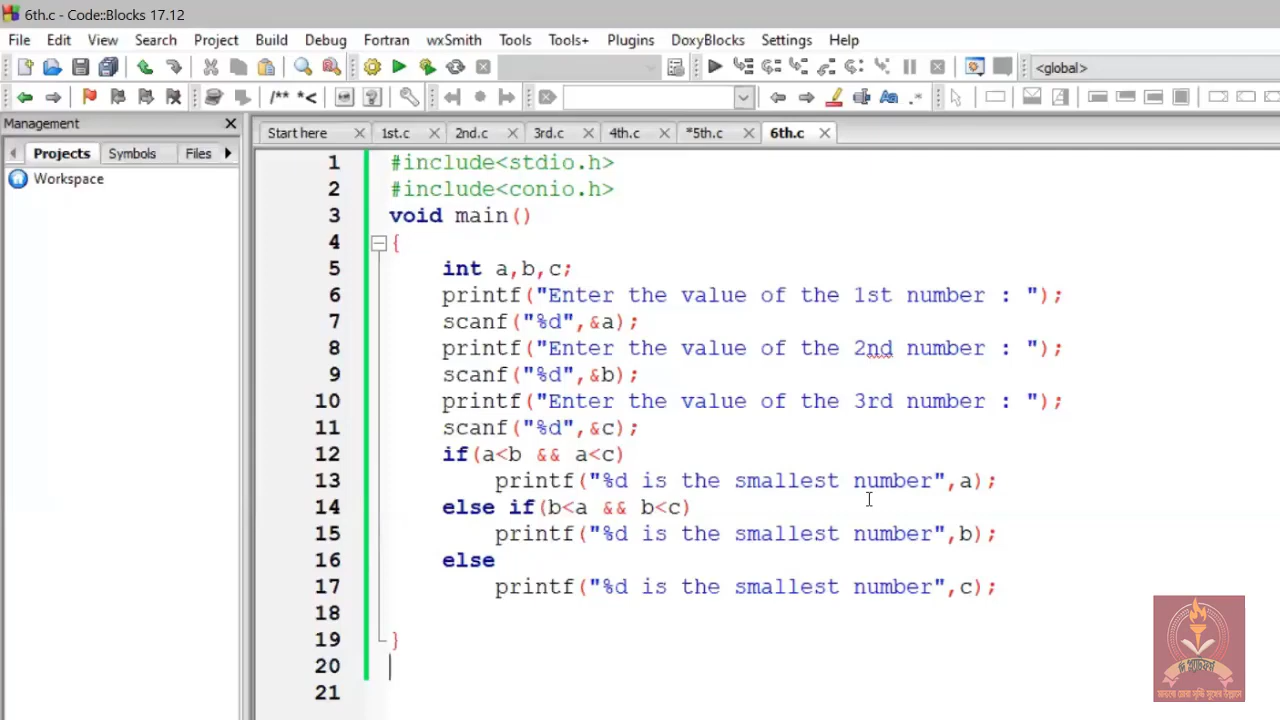 6th.c - Code::Blocks 17.12
File Edit View Search Project Build Debug Fortran wxSmith Tools Tools+ Plugins DoxyBlocks Settings Help
<global>
/** *<
Management
Start here 1st.c 2nd.c 3rd.c 4th.c *5th.c 6th.c
Projects Symbols Files
Workspace
1 #include<stdio.h>
2 #include<conio.h>
3 void main()
4 {
5 int a,b,c;
6 printf("Enter the value of the 1st number : ");
7 scanf("%d",&a);
8 printf("Enter the value of the 2nd number : ");
9 scanf("%d",&b);
10 printf("Enter the value of the 3rd number : ");
11 scanf("%d",&c);
12 if(a<b && a<c)
13 printf("%d is the smallest number",a);
14 else if(b<a && b<c)
15 printf("%d is the smallest number",b);
16 else
17 printf("%d is the smallest number",c);
18
19 }
20
21